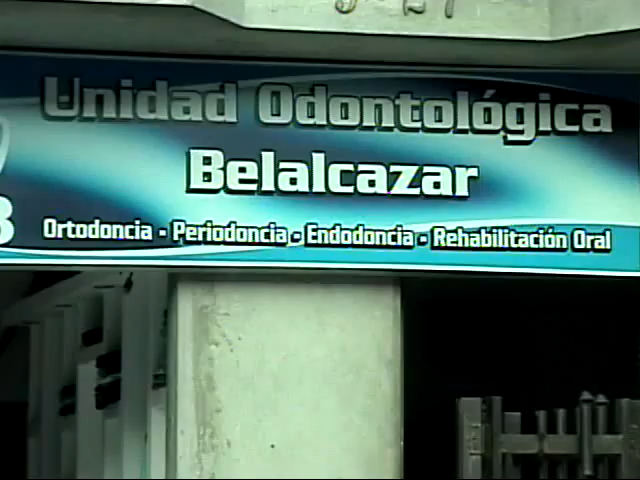 Unidad Odontológica
Belalcazar
Ortodoncia - Periodoncia - Endodoncia - Rehabilitación Oral